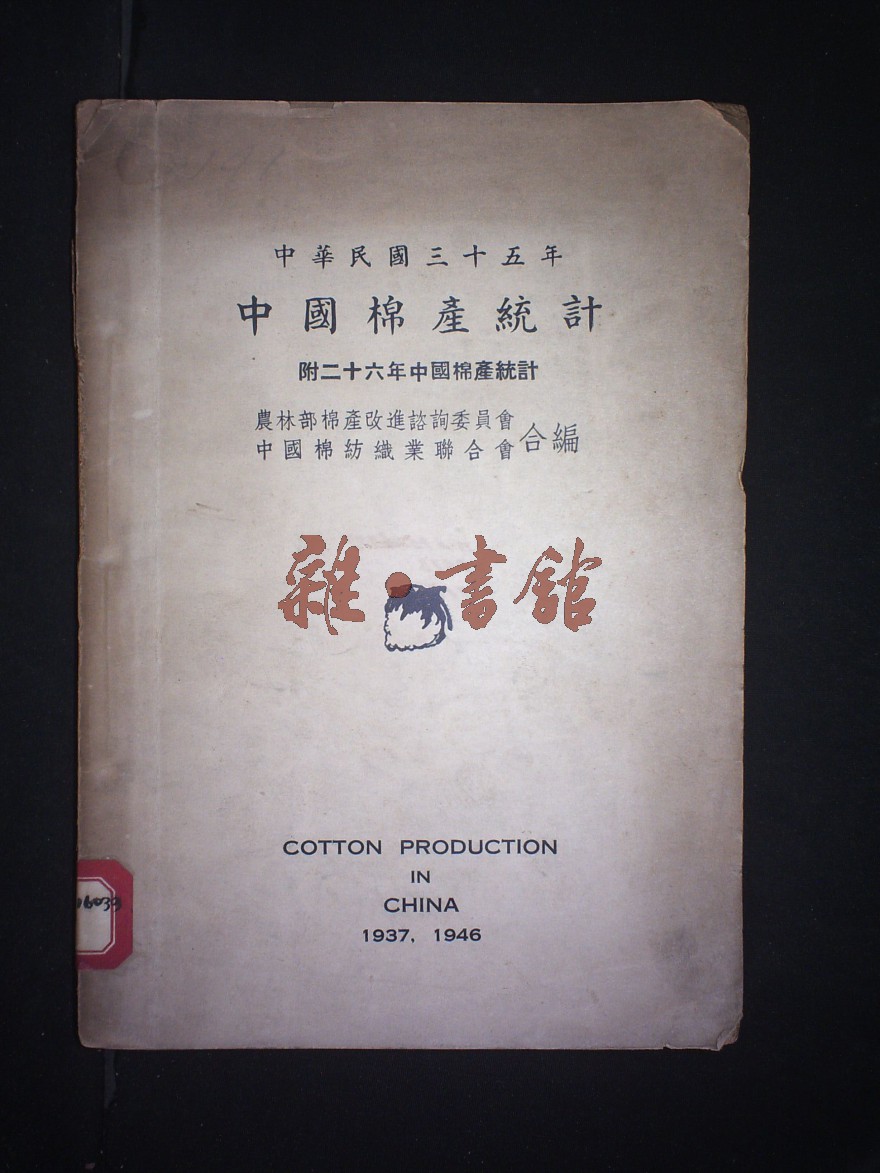 中華民國三十五年
中國棉產統計
附二十六年中國棉產統計
農林部棉產改進諮詢委員會
中國棉紡織業聯合會
合編
雜·書館
COTTON PRODUCTION
IN
CHINA
1937, 1946